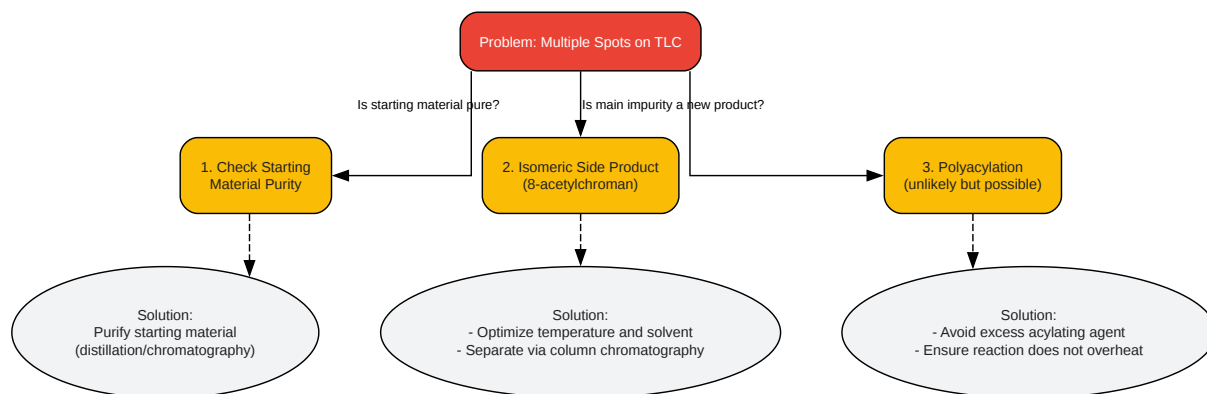 Problem: Multiple Spots on TLC
Is starting material pure?
Is main impurity a new product?
1. Check Starting
Material Purity
2. Isomeric Side Product
(8-acetylchroman)
3. Polyacylation
(unlikely but possible)
Solution:
Purify starting material
(distillation/chromatography)
Solution:
- Optimize temperature and solvent
- Separate via column chromatography
Solution:
- Avoid excess acylating agent
- Ensure reaction does not overheat